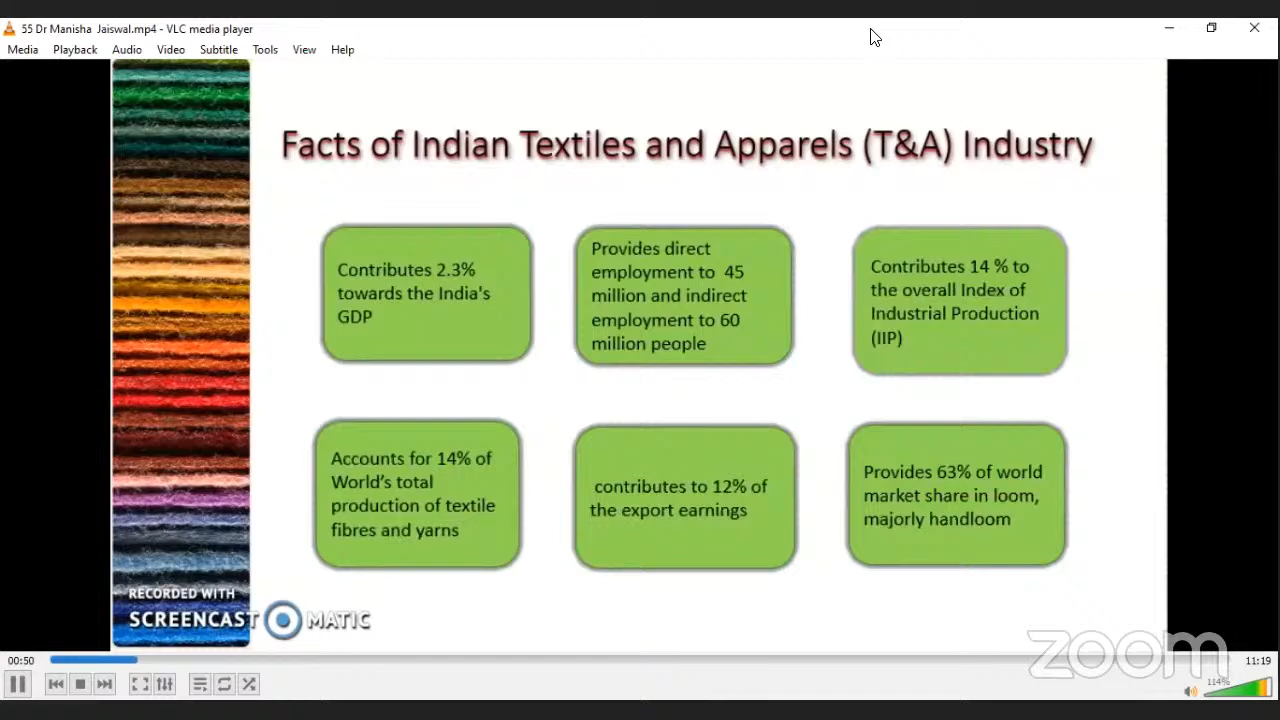 55 Dr Manisha Jaiswal.mp4 - VLC media player
Media Playback Audio Video Subtitle Tools View Help
Facts of Indian Textiles and Apparels (T&A) Industry
Contributes 2.3%
towards the India's
GDP
Provides direct
employment to 45
million and indirect
employment to 60
million people
Contributes 14 % to
the overall Index of
Industrial Production
(IIP)
Accounts for 14% of
World’s total
production of textile
fibres and yarns
contributes to 12% of
the export earnings
Provides 63% of world
market share in loom,
majorly handloom
RECORDED WITH
SCREENCAST MATIC
zoom
00:50
11:19
114%